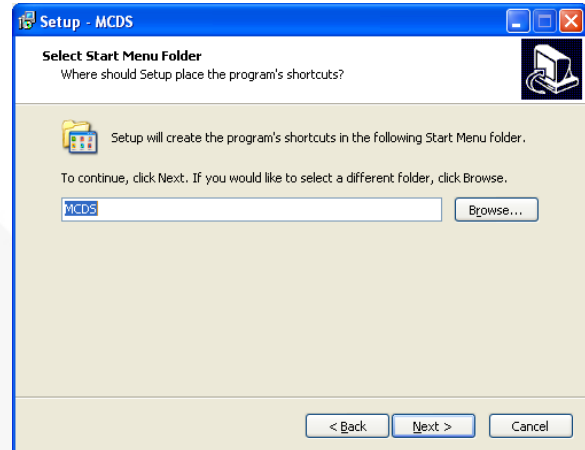 Setup - MCDS
Select Start Menu Folder
Where should Setup place the program's shortcuts?
Setup will create the program's shortcuts in the following Start Menu folder.
To continue, click Next. If you would like to select a different folder, click Browse.
MCDS
Browse...
< Back
Next >
Cancel